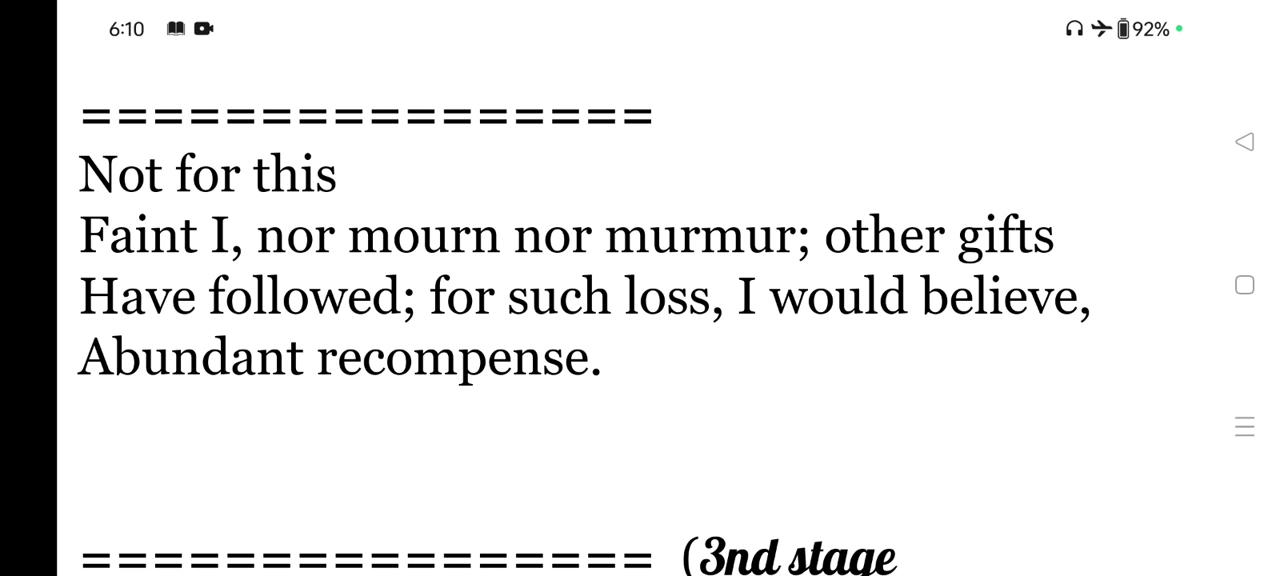 6:10 92%
================
Not for this
Faint I, nor mourn nor murmur; other gifts
Have followed; for such loss, I would believe,
Abundant recompense.
================ (3nd stage